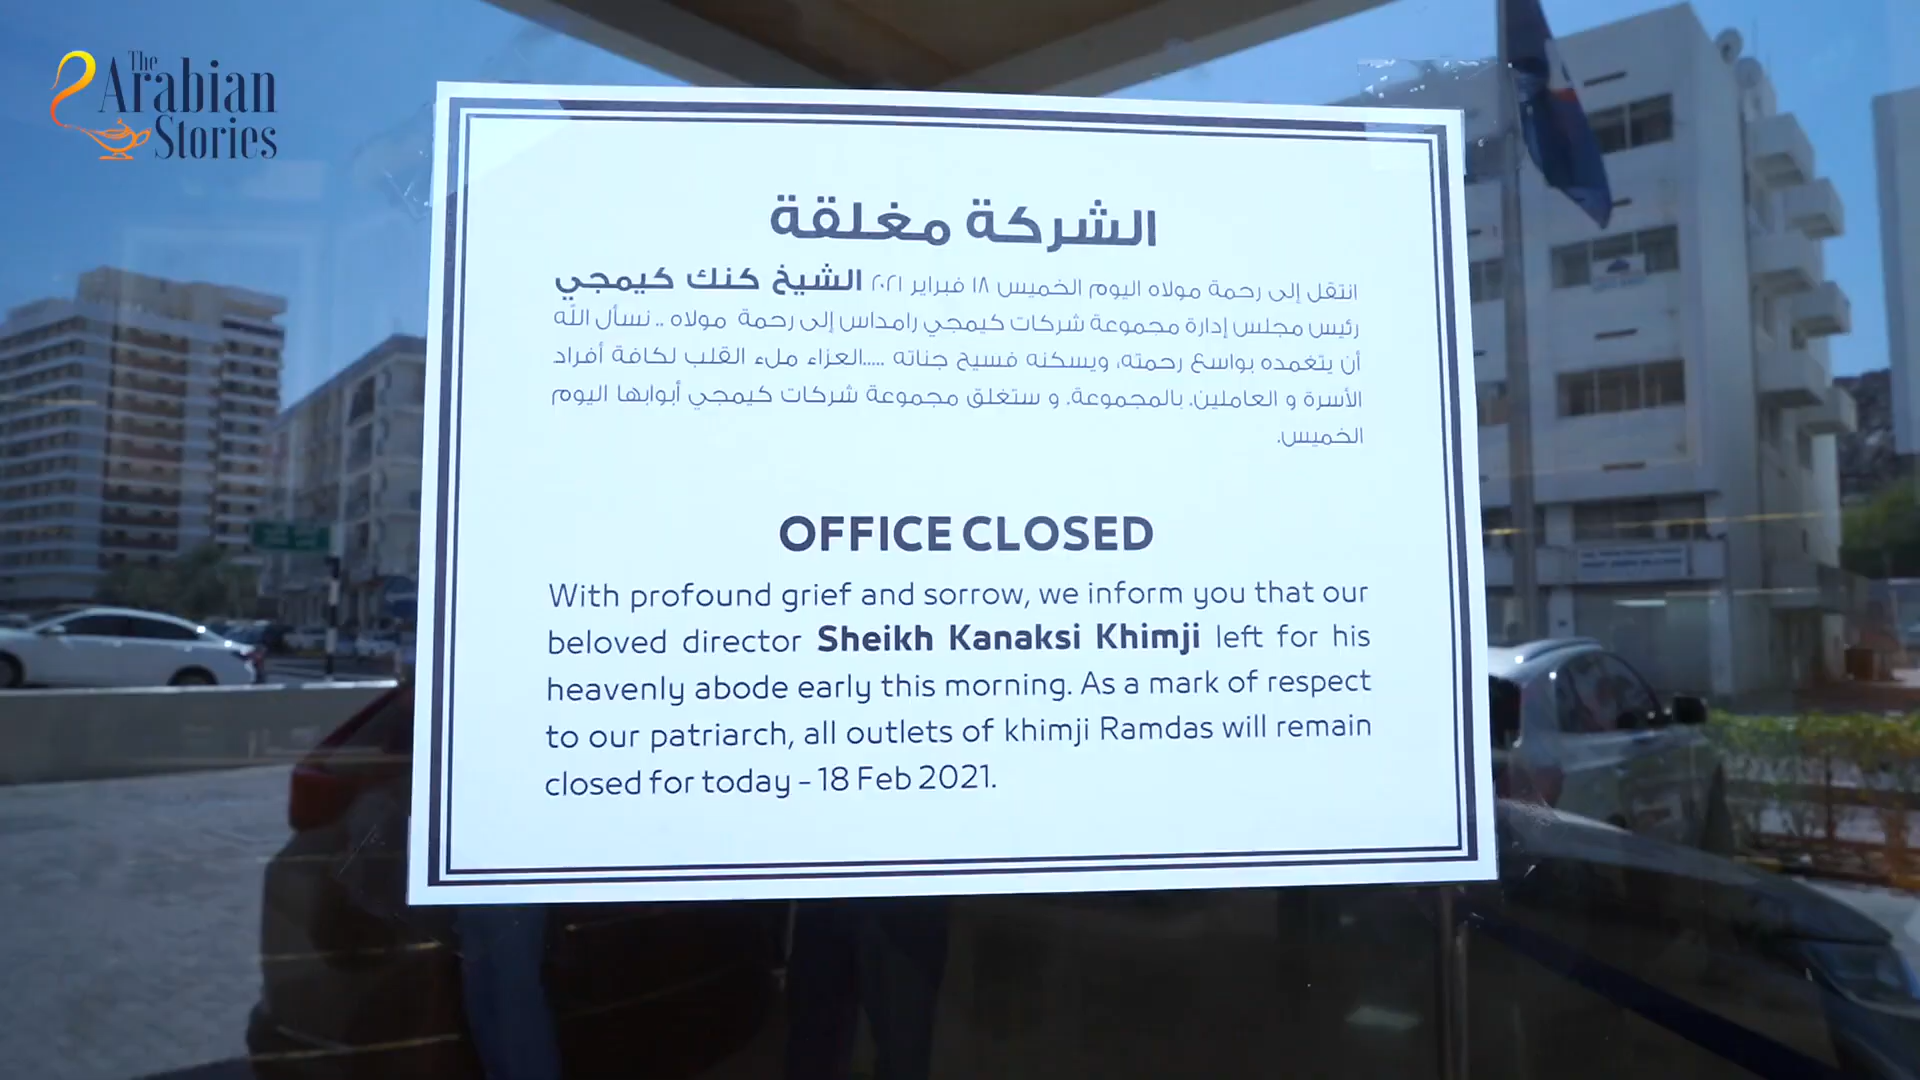 The
Arabian
Stories
الشركة مغلقة
انتقل إلى رحمة مولاه اليوم الخميس ١٨ فبراير ٢٠٢١ الشيخ كنك كيمجي
رئيس مجلس إدارة مجموعة شركات كيمجي رامداس إلى رحمة مولاه .. نسأل الله
أن يتغمده بواسع رحمته، ويسكنه فسيح جناته .....العزاء ملء القلب لكافة أفراد
الأسرة و العاملين. بالمجموعة. و ستغلق مجموعة شركات كيمجي أبوابها اليوم
الخميس.
OFFICE CLOSED
With profound grief and sorrow, we inform you that our
beloved director Sheikh Kanaksi Khimji left for his
heavenly abode early this morning. As a mark of respect
to our patriarch, all outlets of khimji Ramdas will remain
closed for today - 18 Feb 2021.